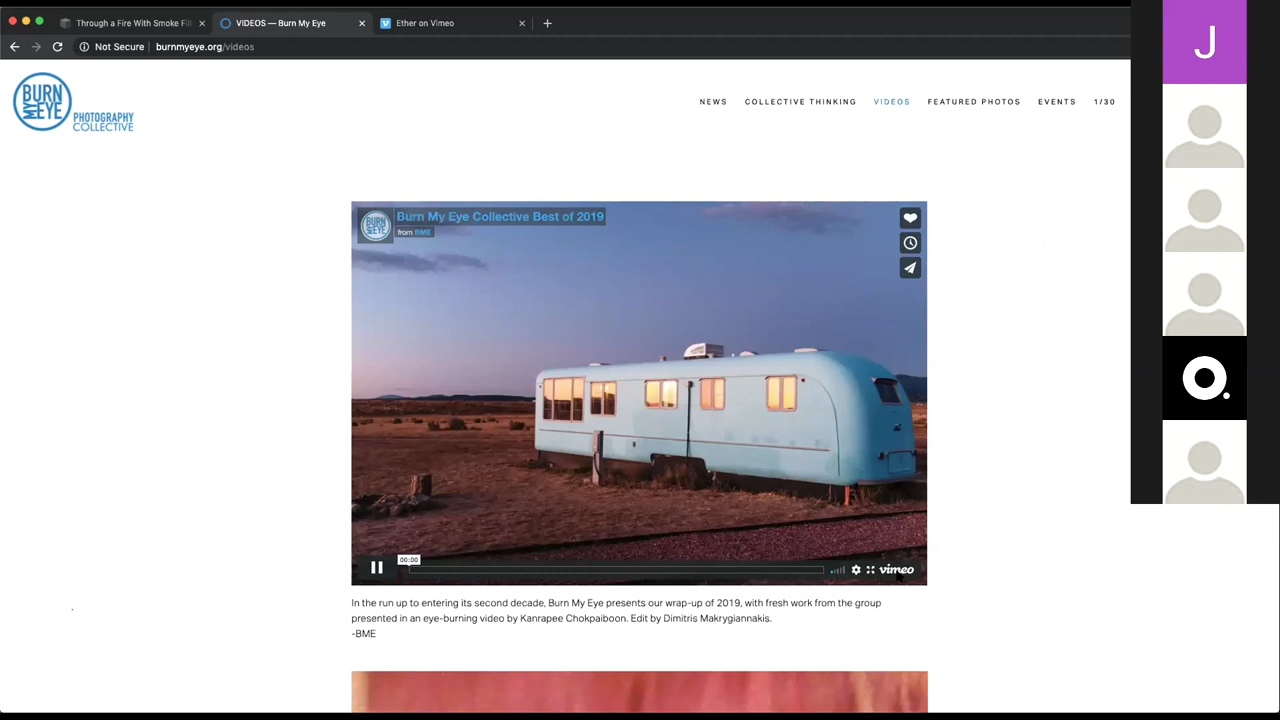 Through a Fire With Smoke Fil
VIDEOS — Burn My Eye
Ether on Vimeo
Not Secure | burnmyeye.org/videos
BURN MY EYE PHOTOGRAPHY COLLECTIVE
NEWS COLLECTIVE THINKING VIDEOS FEATURED PHOTOS EVENTS 1/30
J
BURN MY EYE
Burn My Eye Collective Best of 2019
from BME
00:00
vimeo
In the run up to entering its second decade, Burn My Eye presents our wrap-up of 2019, with fresh work from the group
presented in an eye-burning video by Kanrapee Chokpaiboon. Edit by Dimitris Makrygiannakis.
-BME